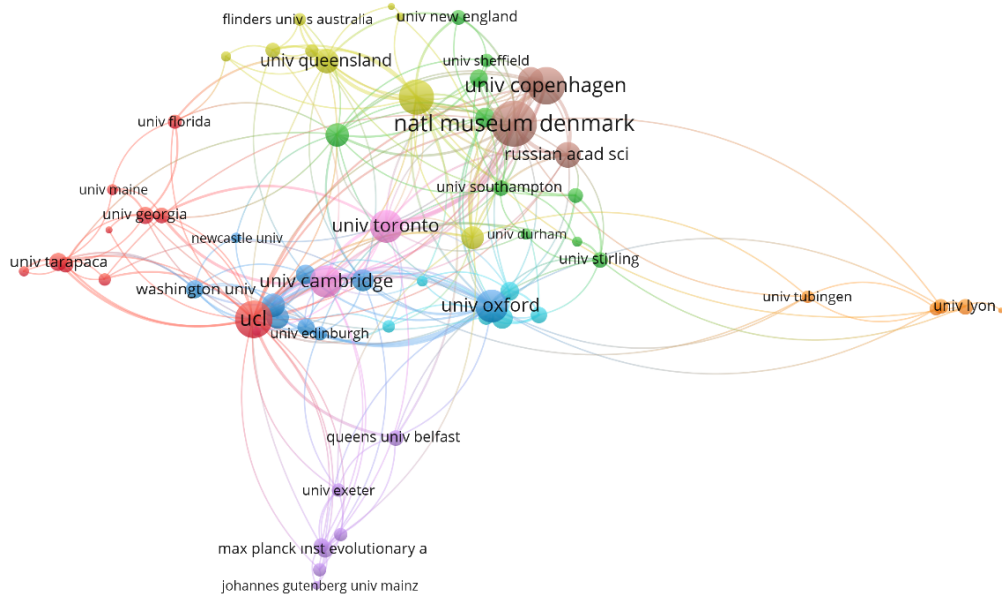 flinders univ s australia
univ new england
univ queensland
univ sheffield
univ copenhagen
natl museum denmark
univ florida
russian acad sci
univ maine
univ southampton
univ georgia
univ toronto
newcastle univ
univ durham
univ tarapaca
univ stirling
washington univ
univ cambridge
univ tubingen
univ oxford
univ lyon
ucl
univ edinburgh
queens univ belfast
univ exeter
max planck inst evolutionary a
johannes gutenberg univ mainz